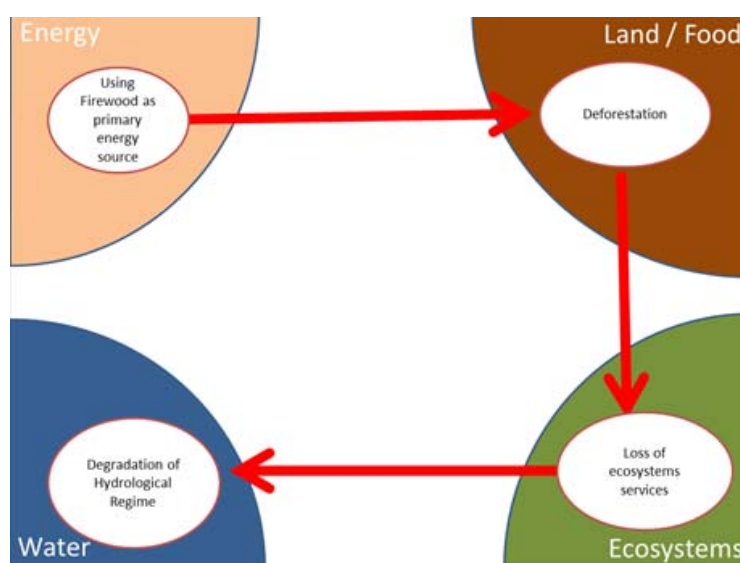 Energy
Land / Food
Using
Firewood as
primary
energy
source
Deforestation
Degradation of
Hydrological
Regime
Loss of
ecosystems
services
Water
Ecosystems